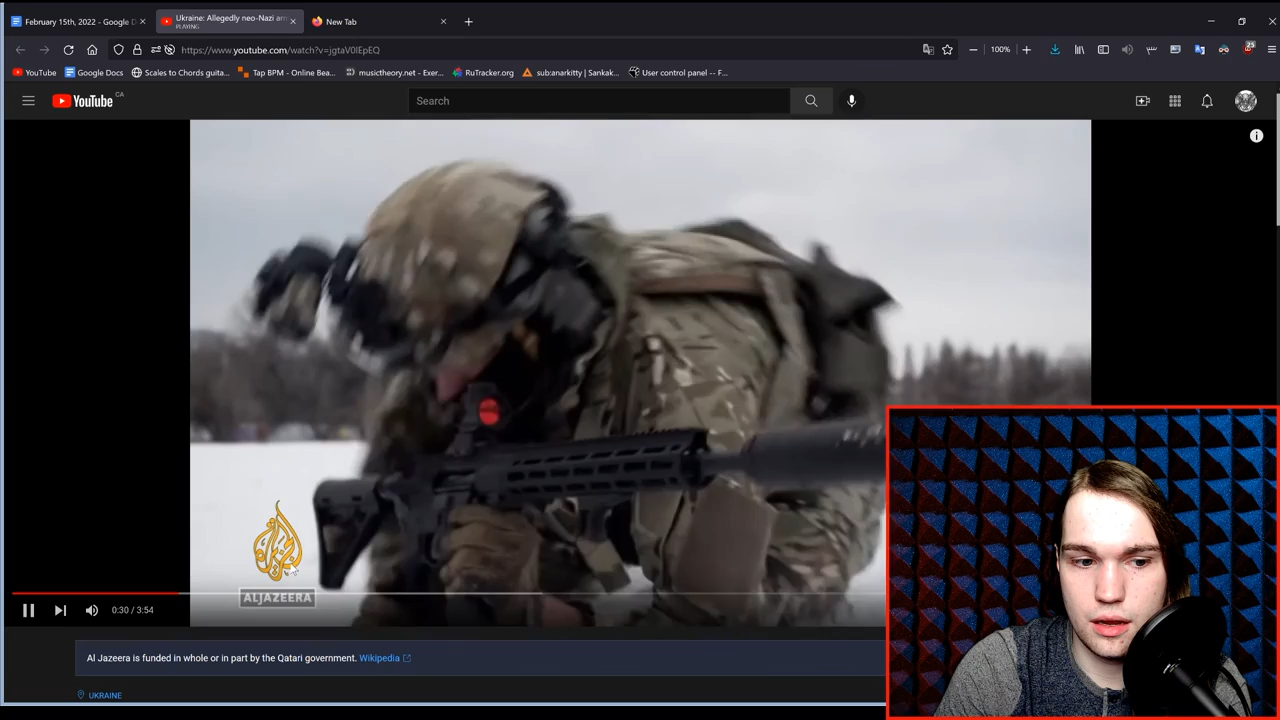 February 15th, 2022 - Google D
Ukraine: Allegedly neo-Nazi arm
PLAYING
New Tab
https://www.youtube.com/watch?v=jgtaV0IEpEQ
100%
25
YouTube
Google Docs
Scales to Chords guita...
Tap BPM - Online Bea...
musictheory.net - Exer...
RuTracker.org
sub:anarkitty | Sankak...
User control panel -- F...
YouTube
CA
Search
ALJAZEERA
0:30 / 3:54
Al Jazeera is funded in whole or in part by the Qatari government. Wikipedia
UKRAINE